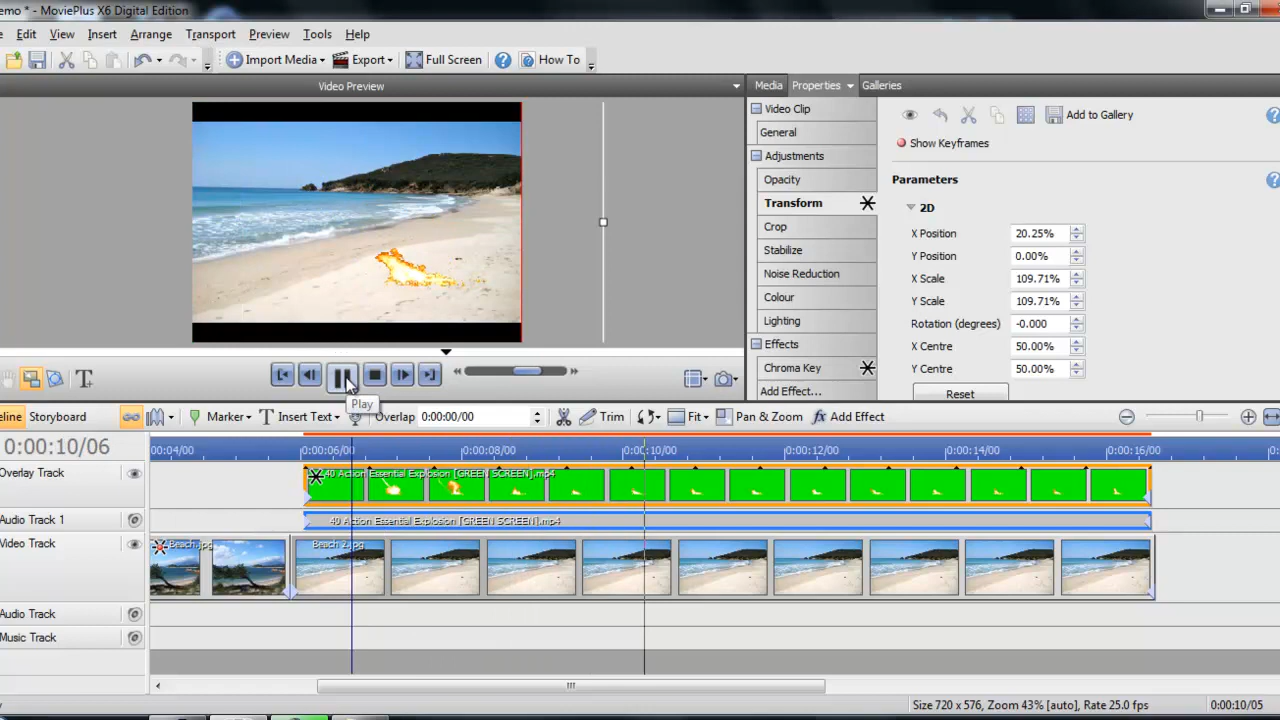 emo * - MoviePlus X6 Digital Edition
Edit View Insert Arrange Transport Preview Tools Help
Import Media Export Full Screen How To
Video Preview
Media Properties Galleries
Video Clip
General
Adjustments
Opacity
Transform
Crop
Stabilize
Noise Reduction
Colour
Lighting
Effects
Chroma Key
Add Effect...
Add to Gallery
Show Keyframes
Parameters
2D
X Position 20.25%
Y Position 0.00%
X Scale 109.71%
Y Scale 109.71%
Rotation (degrees) -0.000
X Centre 50.00%
Y Centre 50.00%
Reset
Play
eline Storyboard Marker Insert Text Overlap 0:00:00/00 Trim Fit Pan & Zoom fx Add Effect
0:00:10/06 00:04/00 0:00:06/00 0:00:08/00 0:00:10/00 0:00:12/00 0:00:14/00 0:00:16/00
Overlay Track 40 Action Essential Explosion [GREEN SCREEN].mp4
Audio Track 1 40 Action Essential Explosion [GREEN SCREEN].mp4
Video Track Beach.jpg Beach 2.jpg
Audio Track
Music Track
Size 720 x 576, Zoom 43% [auto], Rate 25.0 fps 0:00:10/05